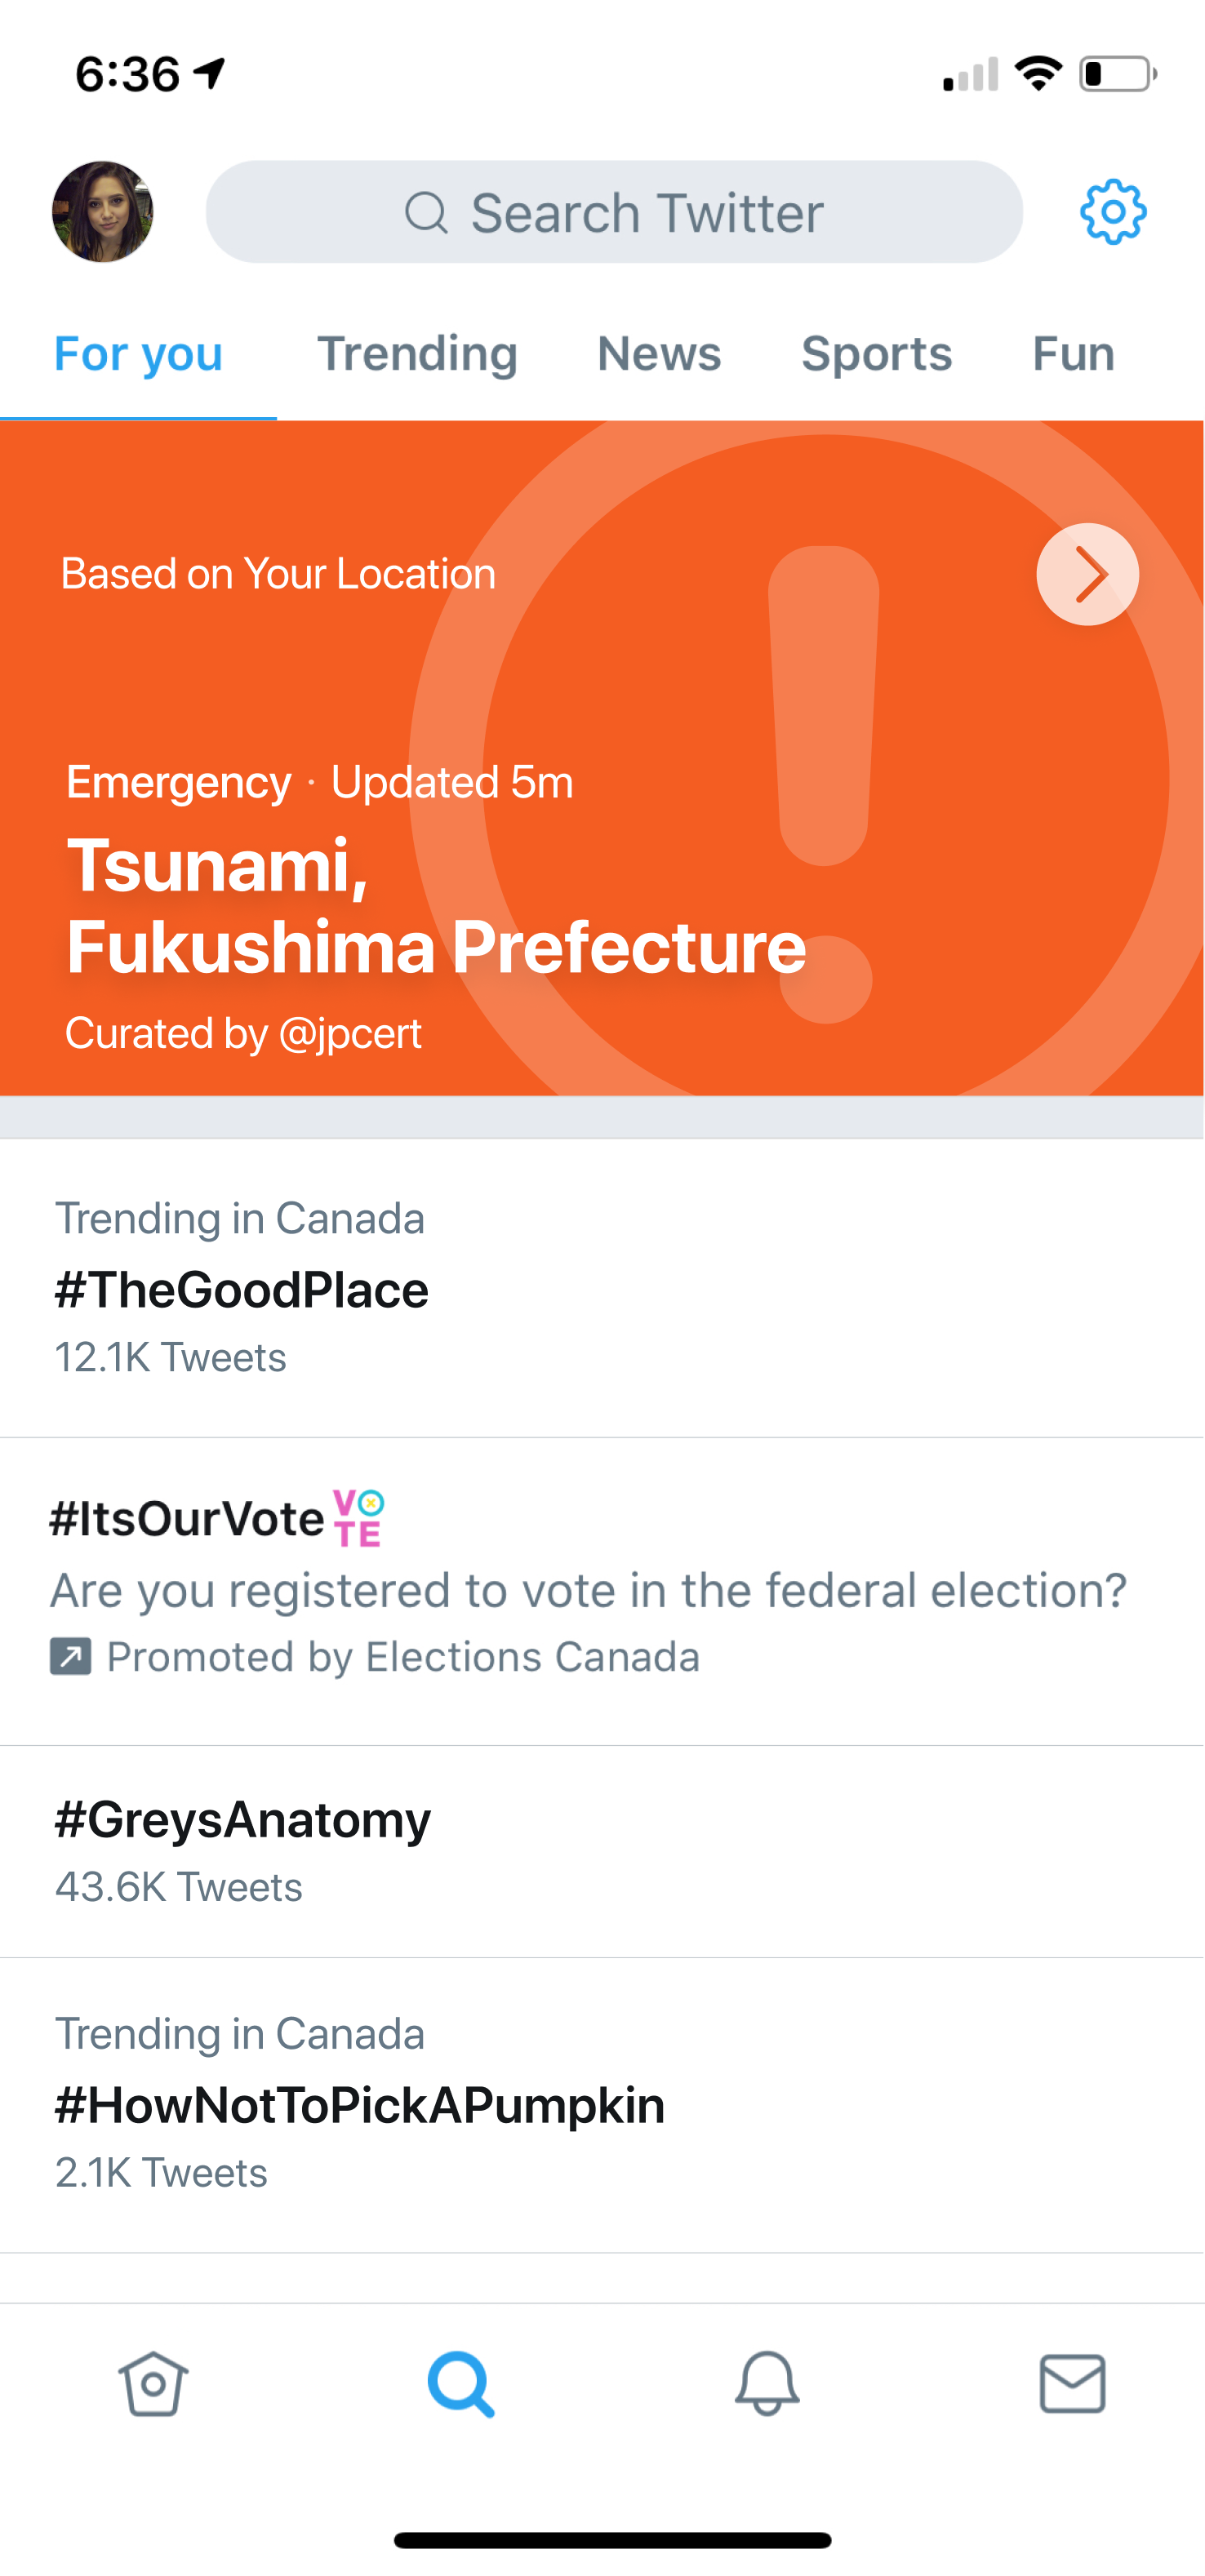 6:36
Search Twitter
For you Trending News Sports Fun
Based on Your Location
Emergency · Updated 5m
Tsunami,
Fukushima Prefecture
Curated by @jpcert
Trending in Canada
#TheGoodPlace
12.1K Tweets
#ItsOurVote VOTE
Are you registered to vote in the federal election?
Promoted by Elections Canada
#GreysAnatomy
43.6K Tweets
Trending in Canada
#HowNotToPickAPumpkin
2.1K Tweets